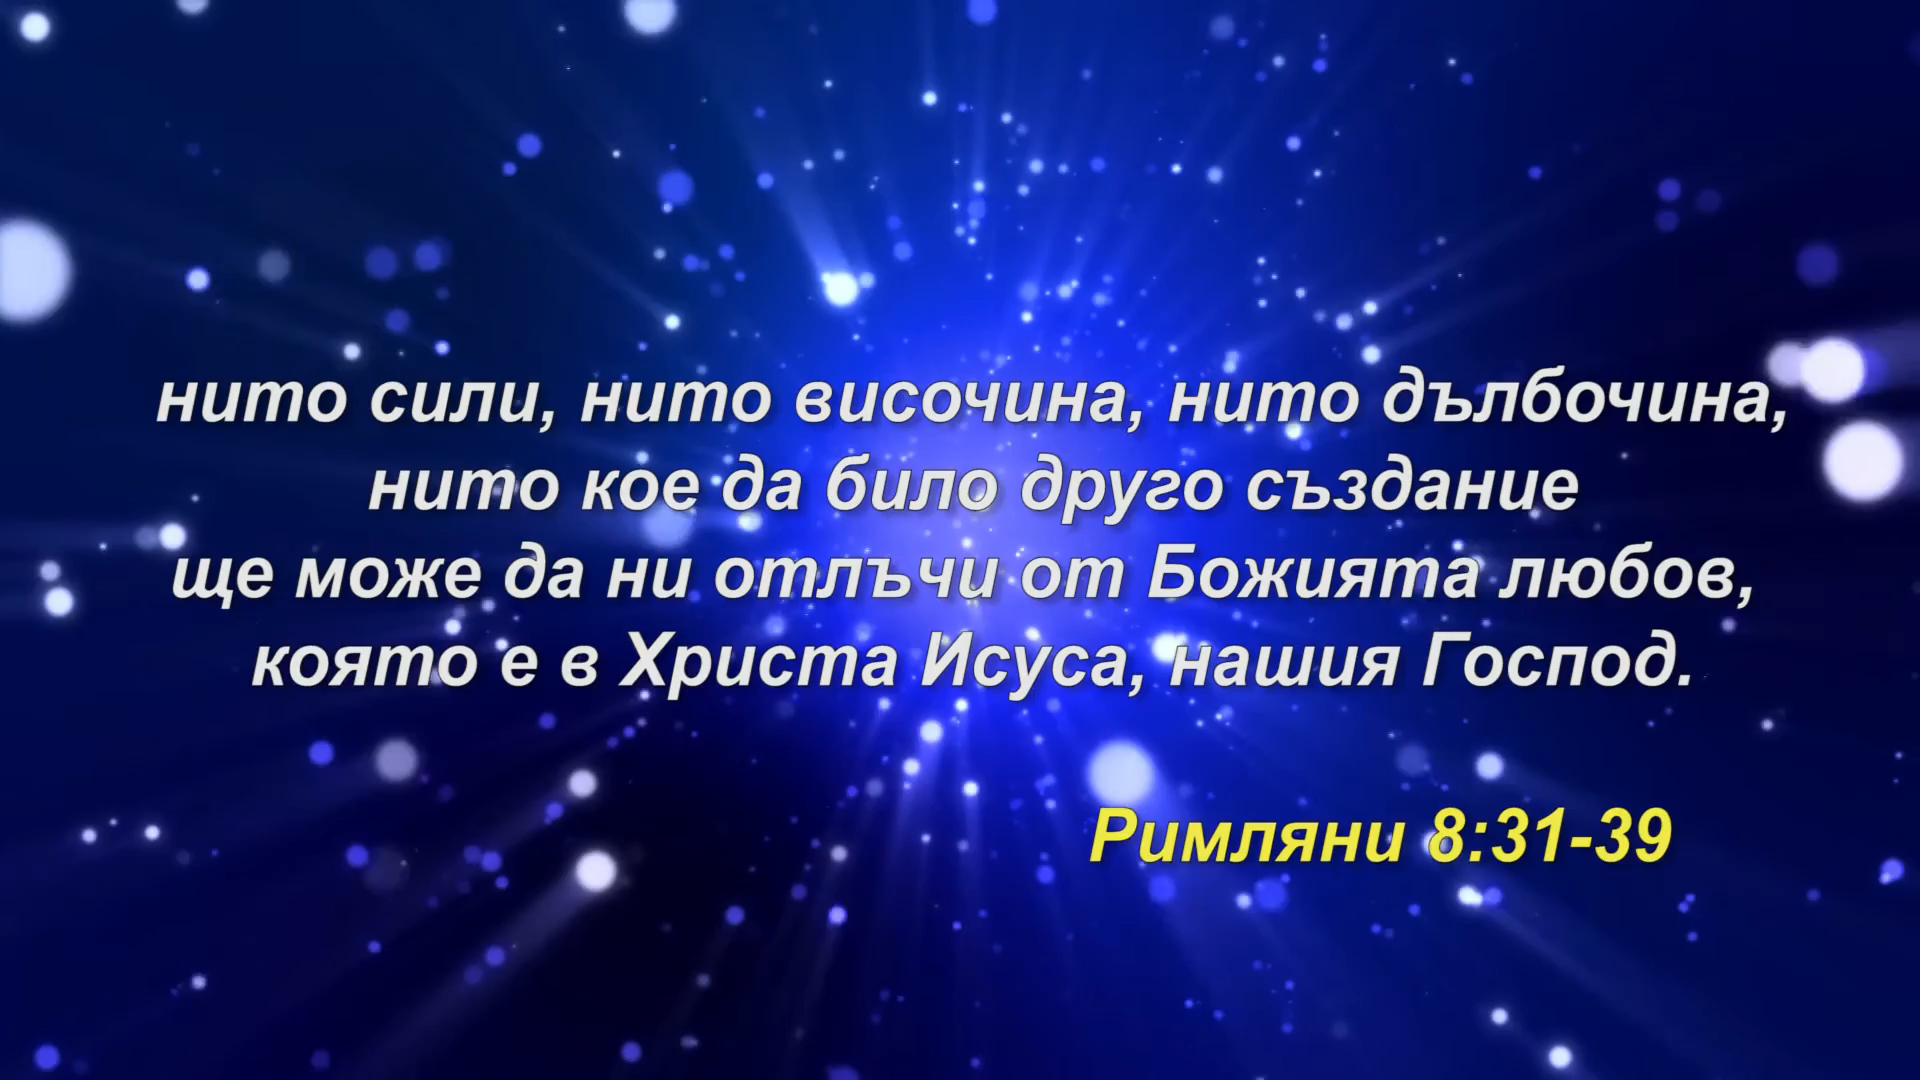 нито сили, нито височина, нито дълбочина,
нито кое да било друго създание
ще може да ни отлъчи от Божията любов,
която е в Христа Исуса, нашия Господ.
Римляни 8:31-39